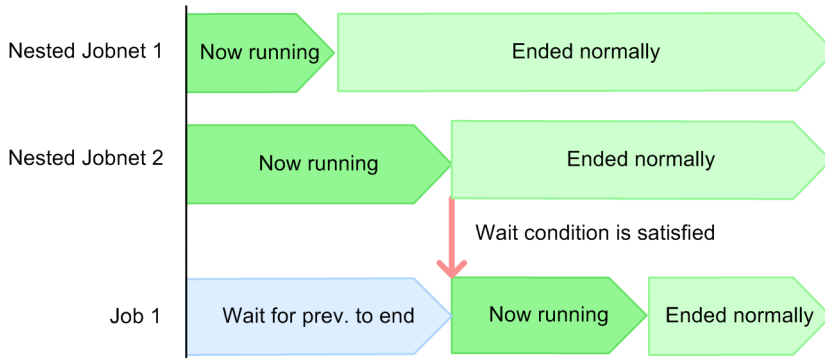 Nested Jobnet 1
Now running
Ended normally
Nested Jobnet 2
Now running
Ended normally
Wait condition is satisfied
Job 1
Wait for prev. to end
Now running
Ended normally